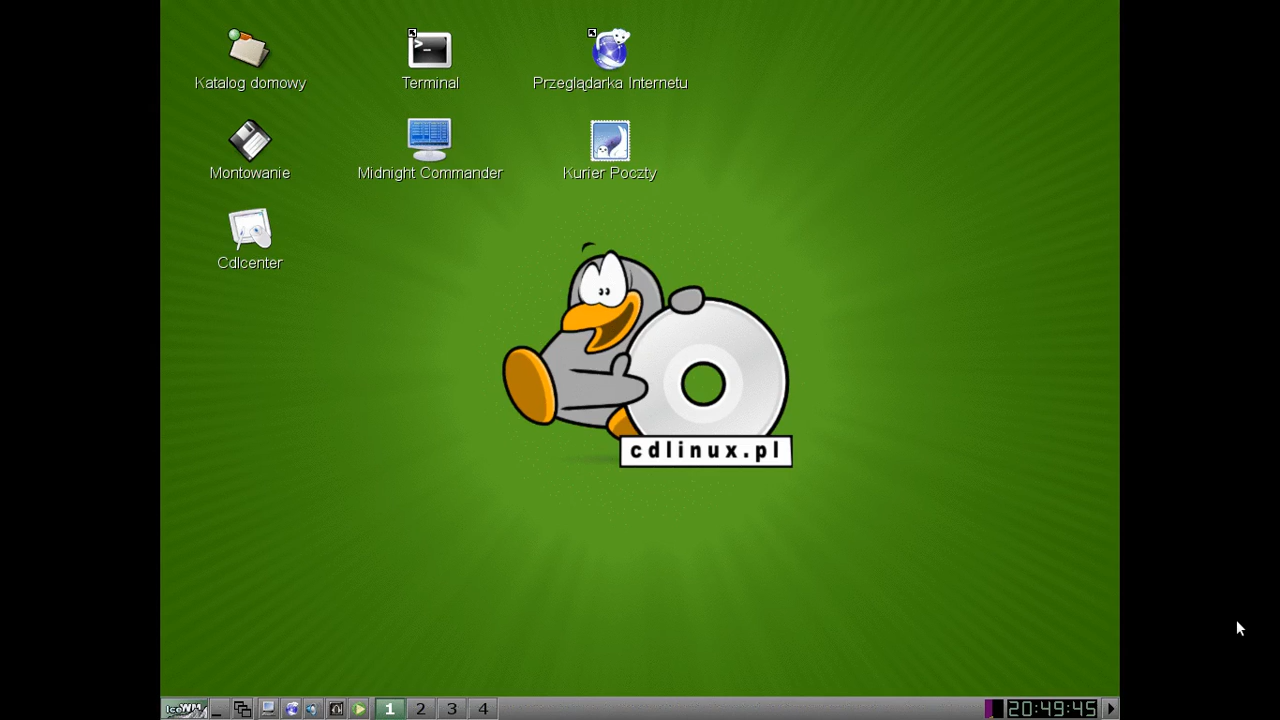 Katalog domowy
Terminal
Przeglądarka Internetu
Montowanie
Midnight Commander
Kurier Poczty
Cdlcenter
cdlinux.pl
IceWM
1 2 3 4
20:49:45